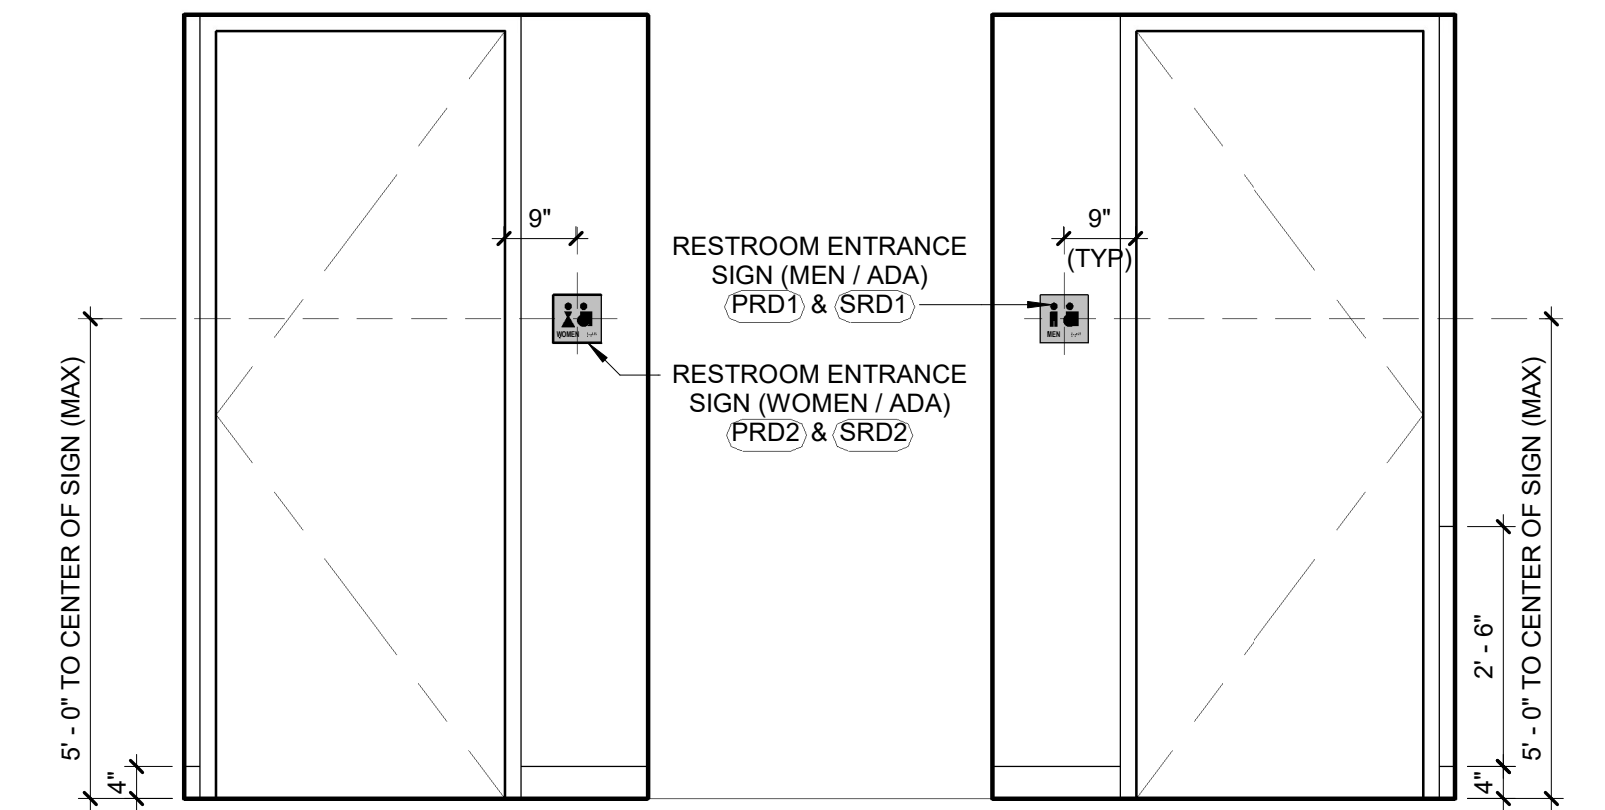 9"
9"
(TYP)
RESTROOM ENTRANCE
SIGN (MEN / ADA)
PRD1 & SRD1
WOMEN
MEN
RESTROOM ENTRANCE
SIGN (WOMEN / ADA)
PRD2 & SRD2
5' - 0" TO CENTER OF SIGN (MAX)
4"
2' - 6"
4"
5' - 0" TO CENTER OF SIGN (MAX)